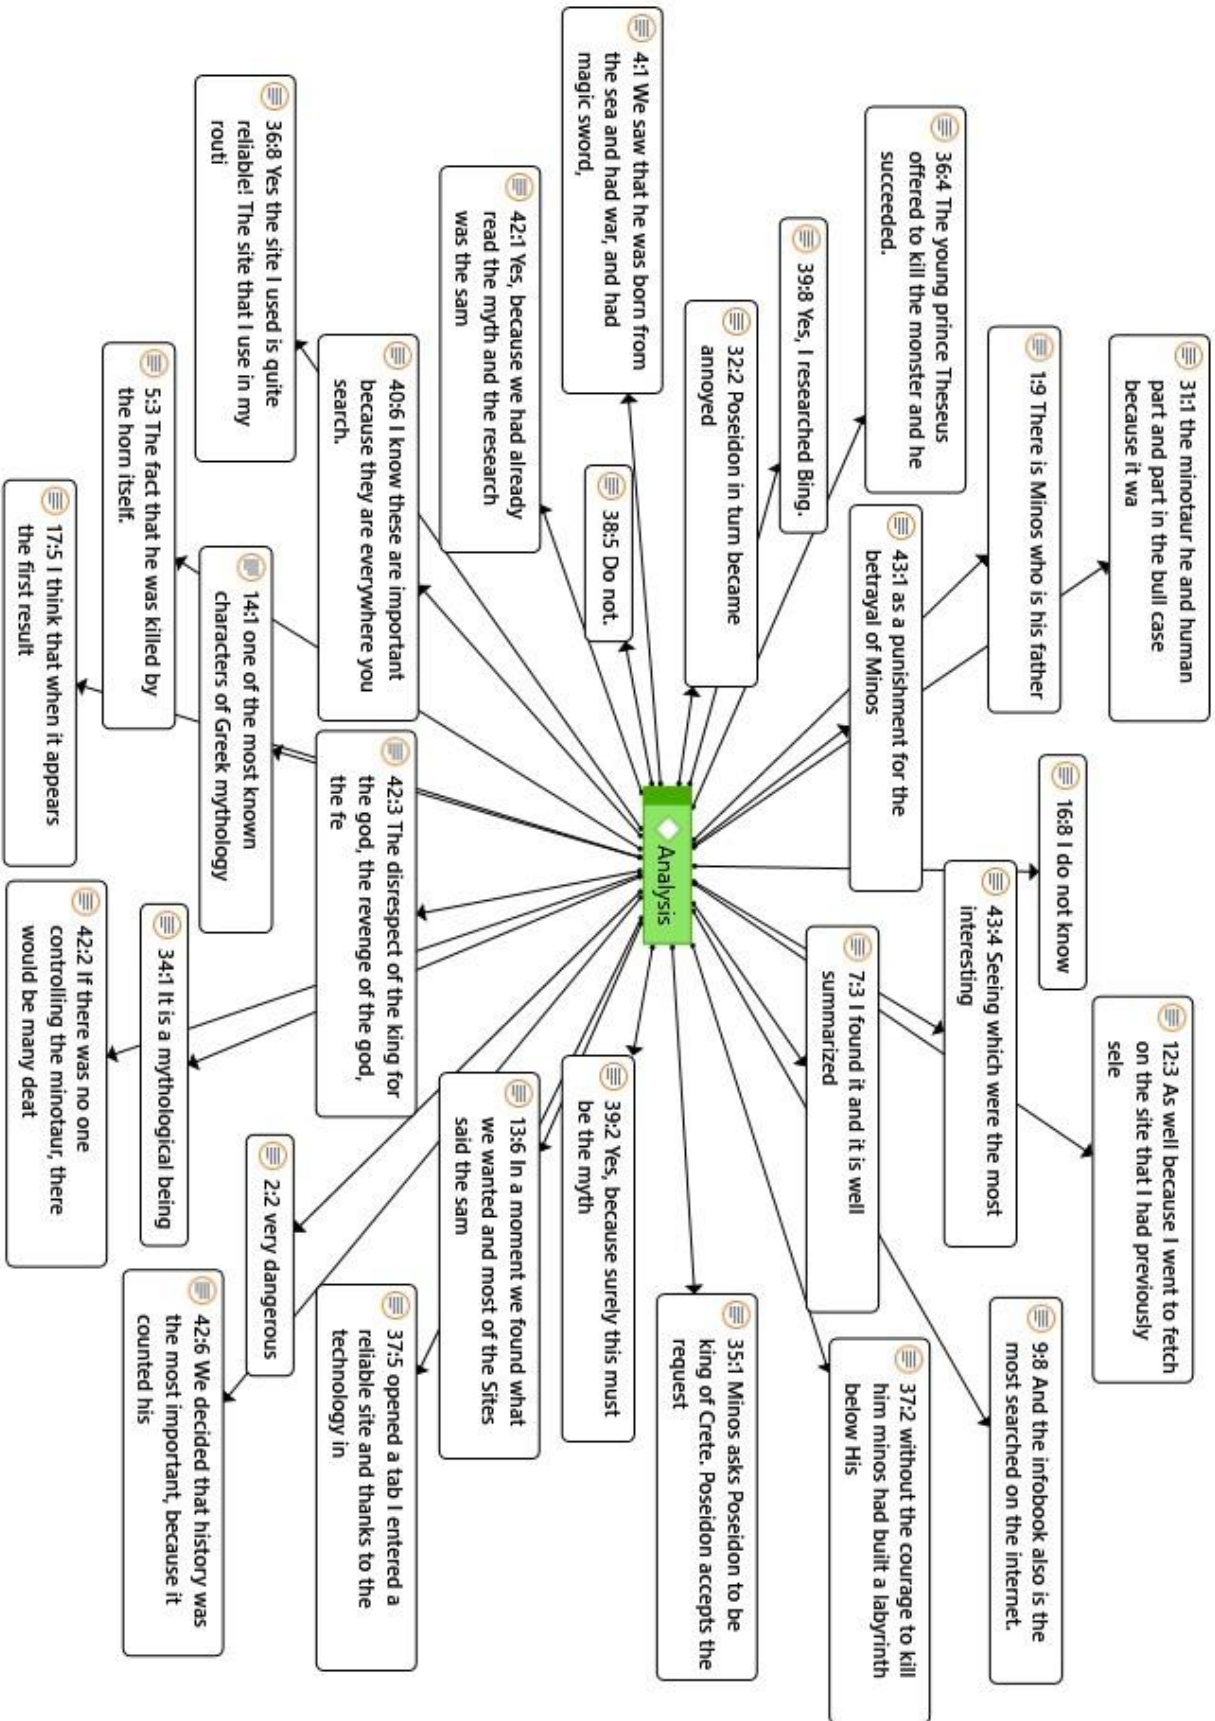 31:1 the minotaur he and human
part and part in the bull case
because it wa
12:3 As well because I went to fetch
on the site that I had previously
sele
16:8 I do not know
1:9 There is Minos who is his father
9:8 And the infobook also is the
most searched on the internet.
43:4 Seeing which were the most
interesting
36:4 The young prince Theseus
offered to kill the monster and he
succeeded.
43:1 as a punishment for the
betrayal of Minos
37:2 without the courage to kill
him minos had built a labyrinth
below His
7:3 I found it and it is well
summarized
39:8 Yes, I researched Bing.
32:2 Poseidon in turn became
annoyed
35:1 Minos asks Poseidon to be
king of Crete. Poseidon accepts the
request
Analysis
4:1 We saw that he was born from
the sea and had war, and had
magic sword,
38:5 Do not.
39:2 Yes, because surely this must
be the myth
42:1 Yes, because we had already
read the myth and the research
was the sam
13:6 In a moment we found what
we wanted and most of the Sites
said the sam
40:6 I know these are important
because they are everywhere you
search.
42:3 The disrespect of the king for
the god, the revenge of the god,
the fe
37:5 opened a tab I entered a
reliable site and thanks to the
technology in
36:8 Yes the site I used is quite
reliable! The site that I use in my
routi
2:2 very dangerous
14:1 one of the most known
characters of Greek mythology
42:6 We decided that history was
the most important, because it
counted his
5:3 The fact that he was killed by
the horn itself.
34:1 It is a mythological being
42:2 If there was no one
controlling the minotaur, there
would be many deat
17:5 I think that when it appears
the first result